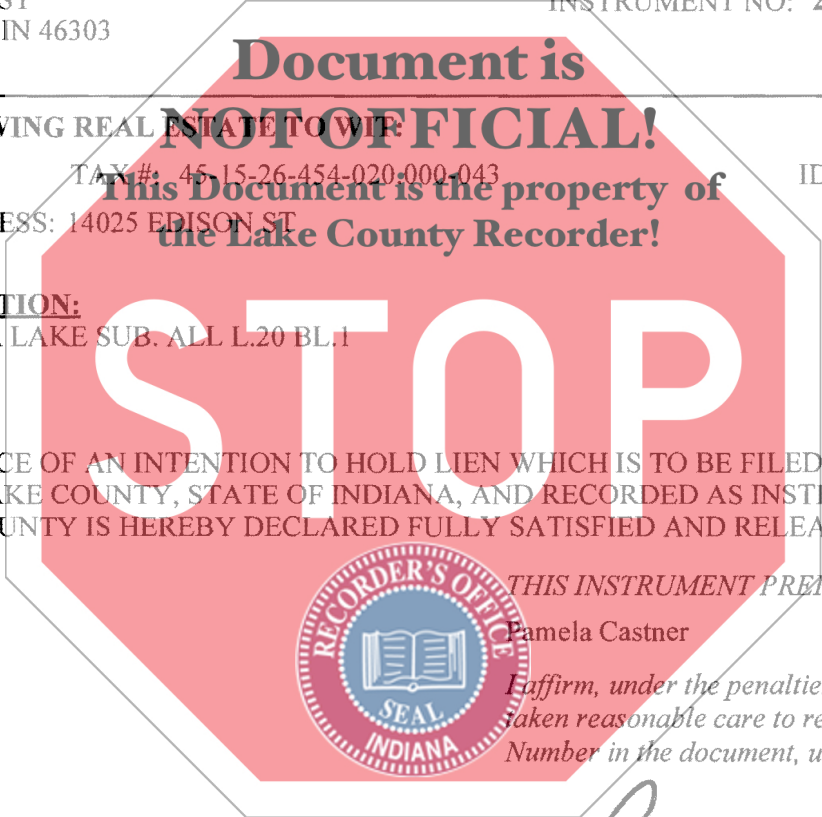 IN 46303
INSTRUMENT NO:
Document is
NOT OFFICIAL!
This Document is the property of
the Lake County Recorder!
VING REAL ESTATE TO WIT:
TAX #: 45-15-26-454-020.000-043
ID
ESS: 14025 EDISON ST
TION:
LAKE SUB. ALL L.20 BL.1
STOP
CE OF AN INTENTION TO HOLD LIEN WHICH IS TO BE FILED
KE COUNTY, STATE OF INDIANA, AND RECORDED AS INST
UNTY IS HEREBY DECLARED FULLY SATISFIED AND RELEA
RECORDER'S OFFICE
SEAL
INDIANA
THIS INSTRUMENT PRE
Pamela Castner
I affirm, under the penaltie
taken reasonable care to re
Number in the document, u